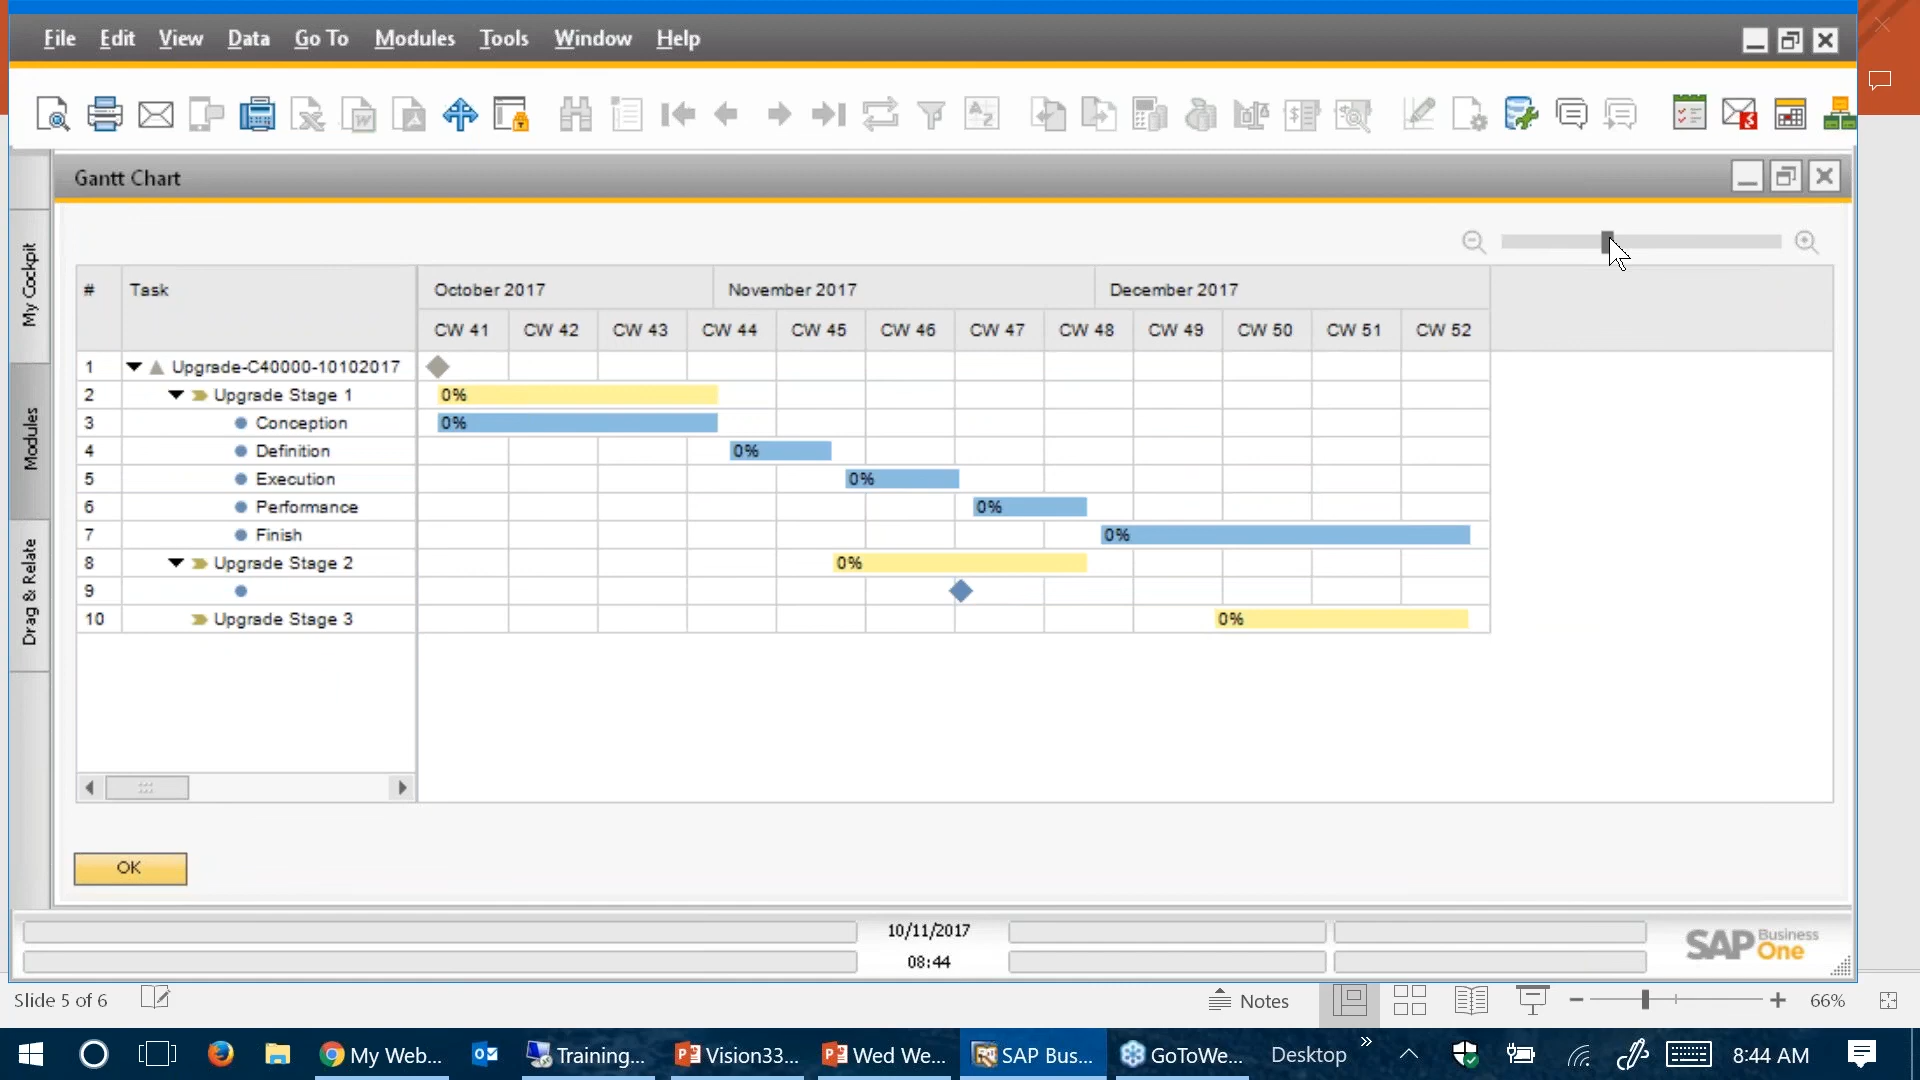 File Edit View Data Go To Modules Tools Window Help
Gantt Chart
My Cockpit
Modules
Drag & Relate
# Task October 2017 November 2017 December 2017
CW 41 CW 42 CW 43 CW 44 CW 45 CW 46 CW 47 CW 48 CW 49 CW 50 CW 51 CW 52
1 Upgrade-C40000-10102017
2 Upgrade Stage 1 0%
3 Conception 0%
4 Definition 0%
5 Execution 0%
6 Performance 0%
7 Finish 0%
8 Upgrade Stage 2 0%
9
10 Upgrade Stage 3 0%
OK
10/11/2017
08:44
SAP Business One
Slide 5 of 6 Notes 66%
My Web... Training... Vision33... Wed We... SAP Bus... GoToWe... Desktop 8:44 AM